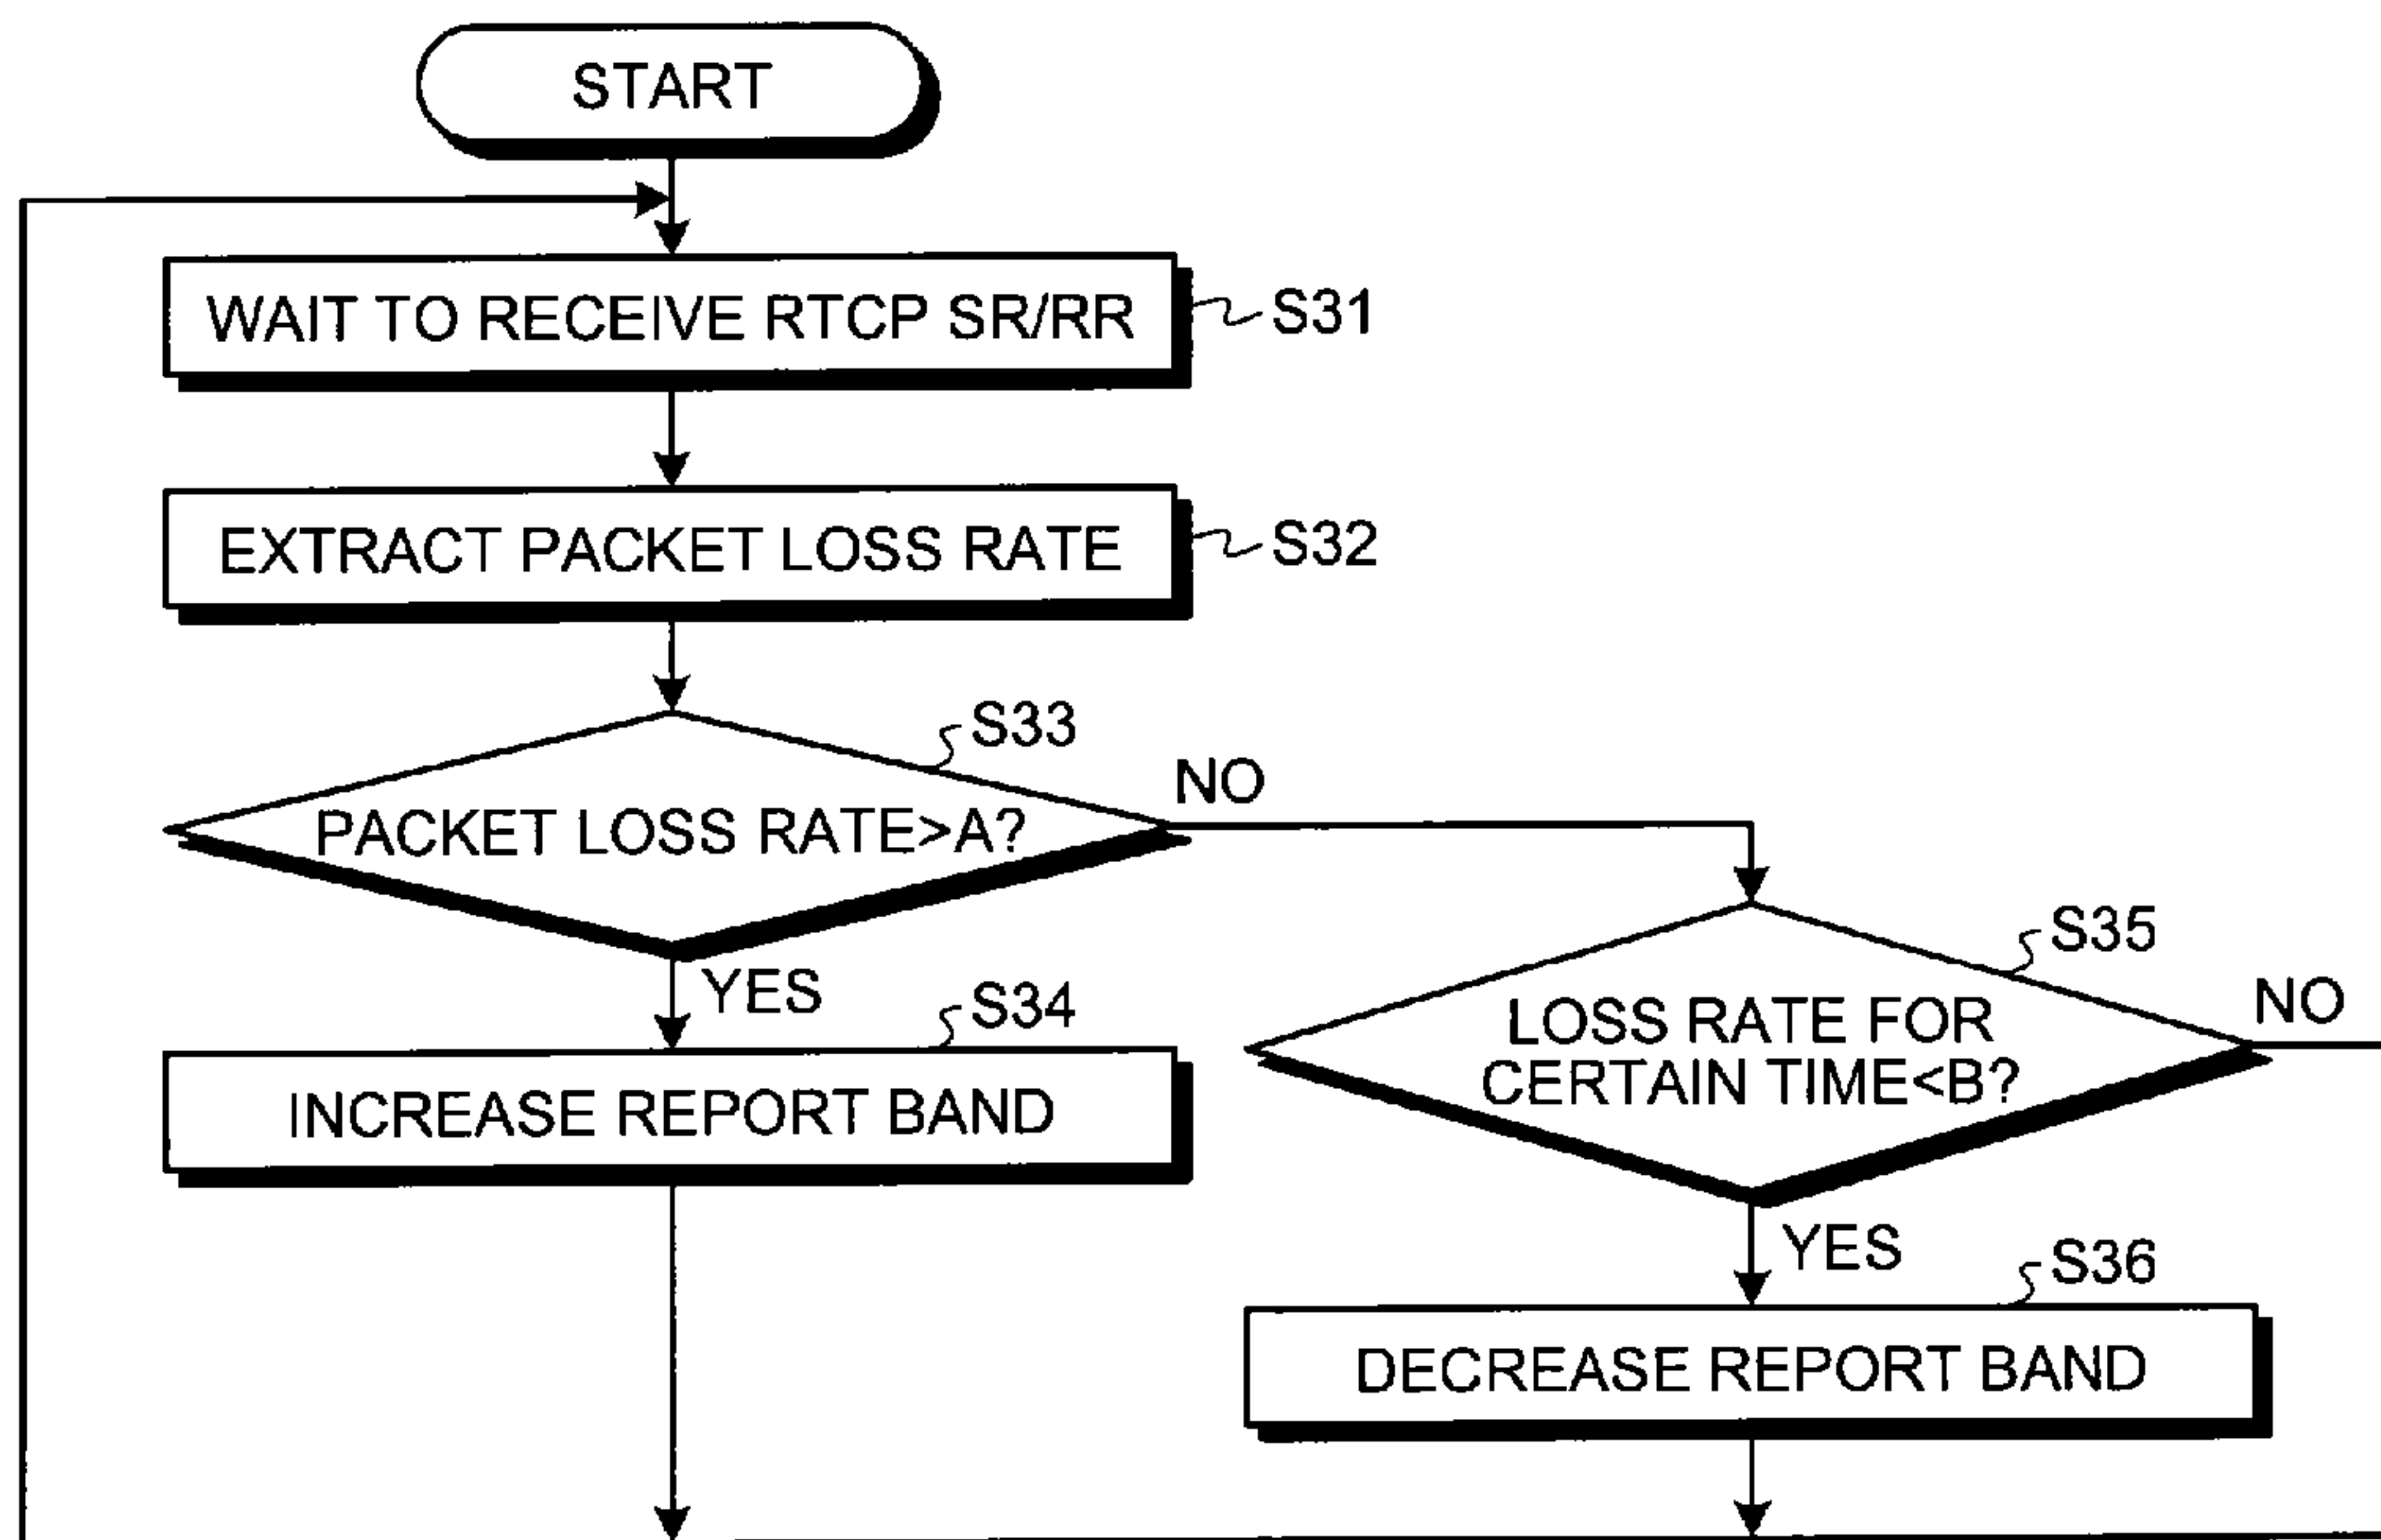 START
WAIT TO RECEIVE RTCP SR/RR
S31
EXTRACT PACKET LOSS RATE
S32
S33
PACKET LOSS RATE>A?
NO
YES
S34
INCREASE REPORT BAND
S35
LOSS RATE FOR
CERTAIN TIME<B?
NO
YES
S36
DECREASE REPORT BAND